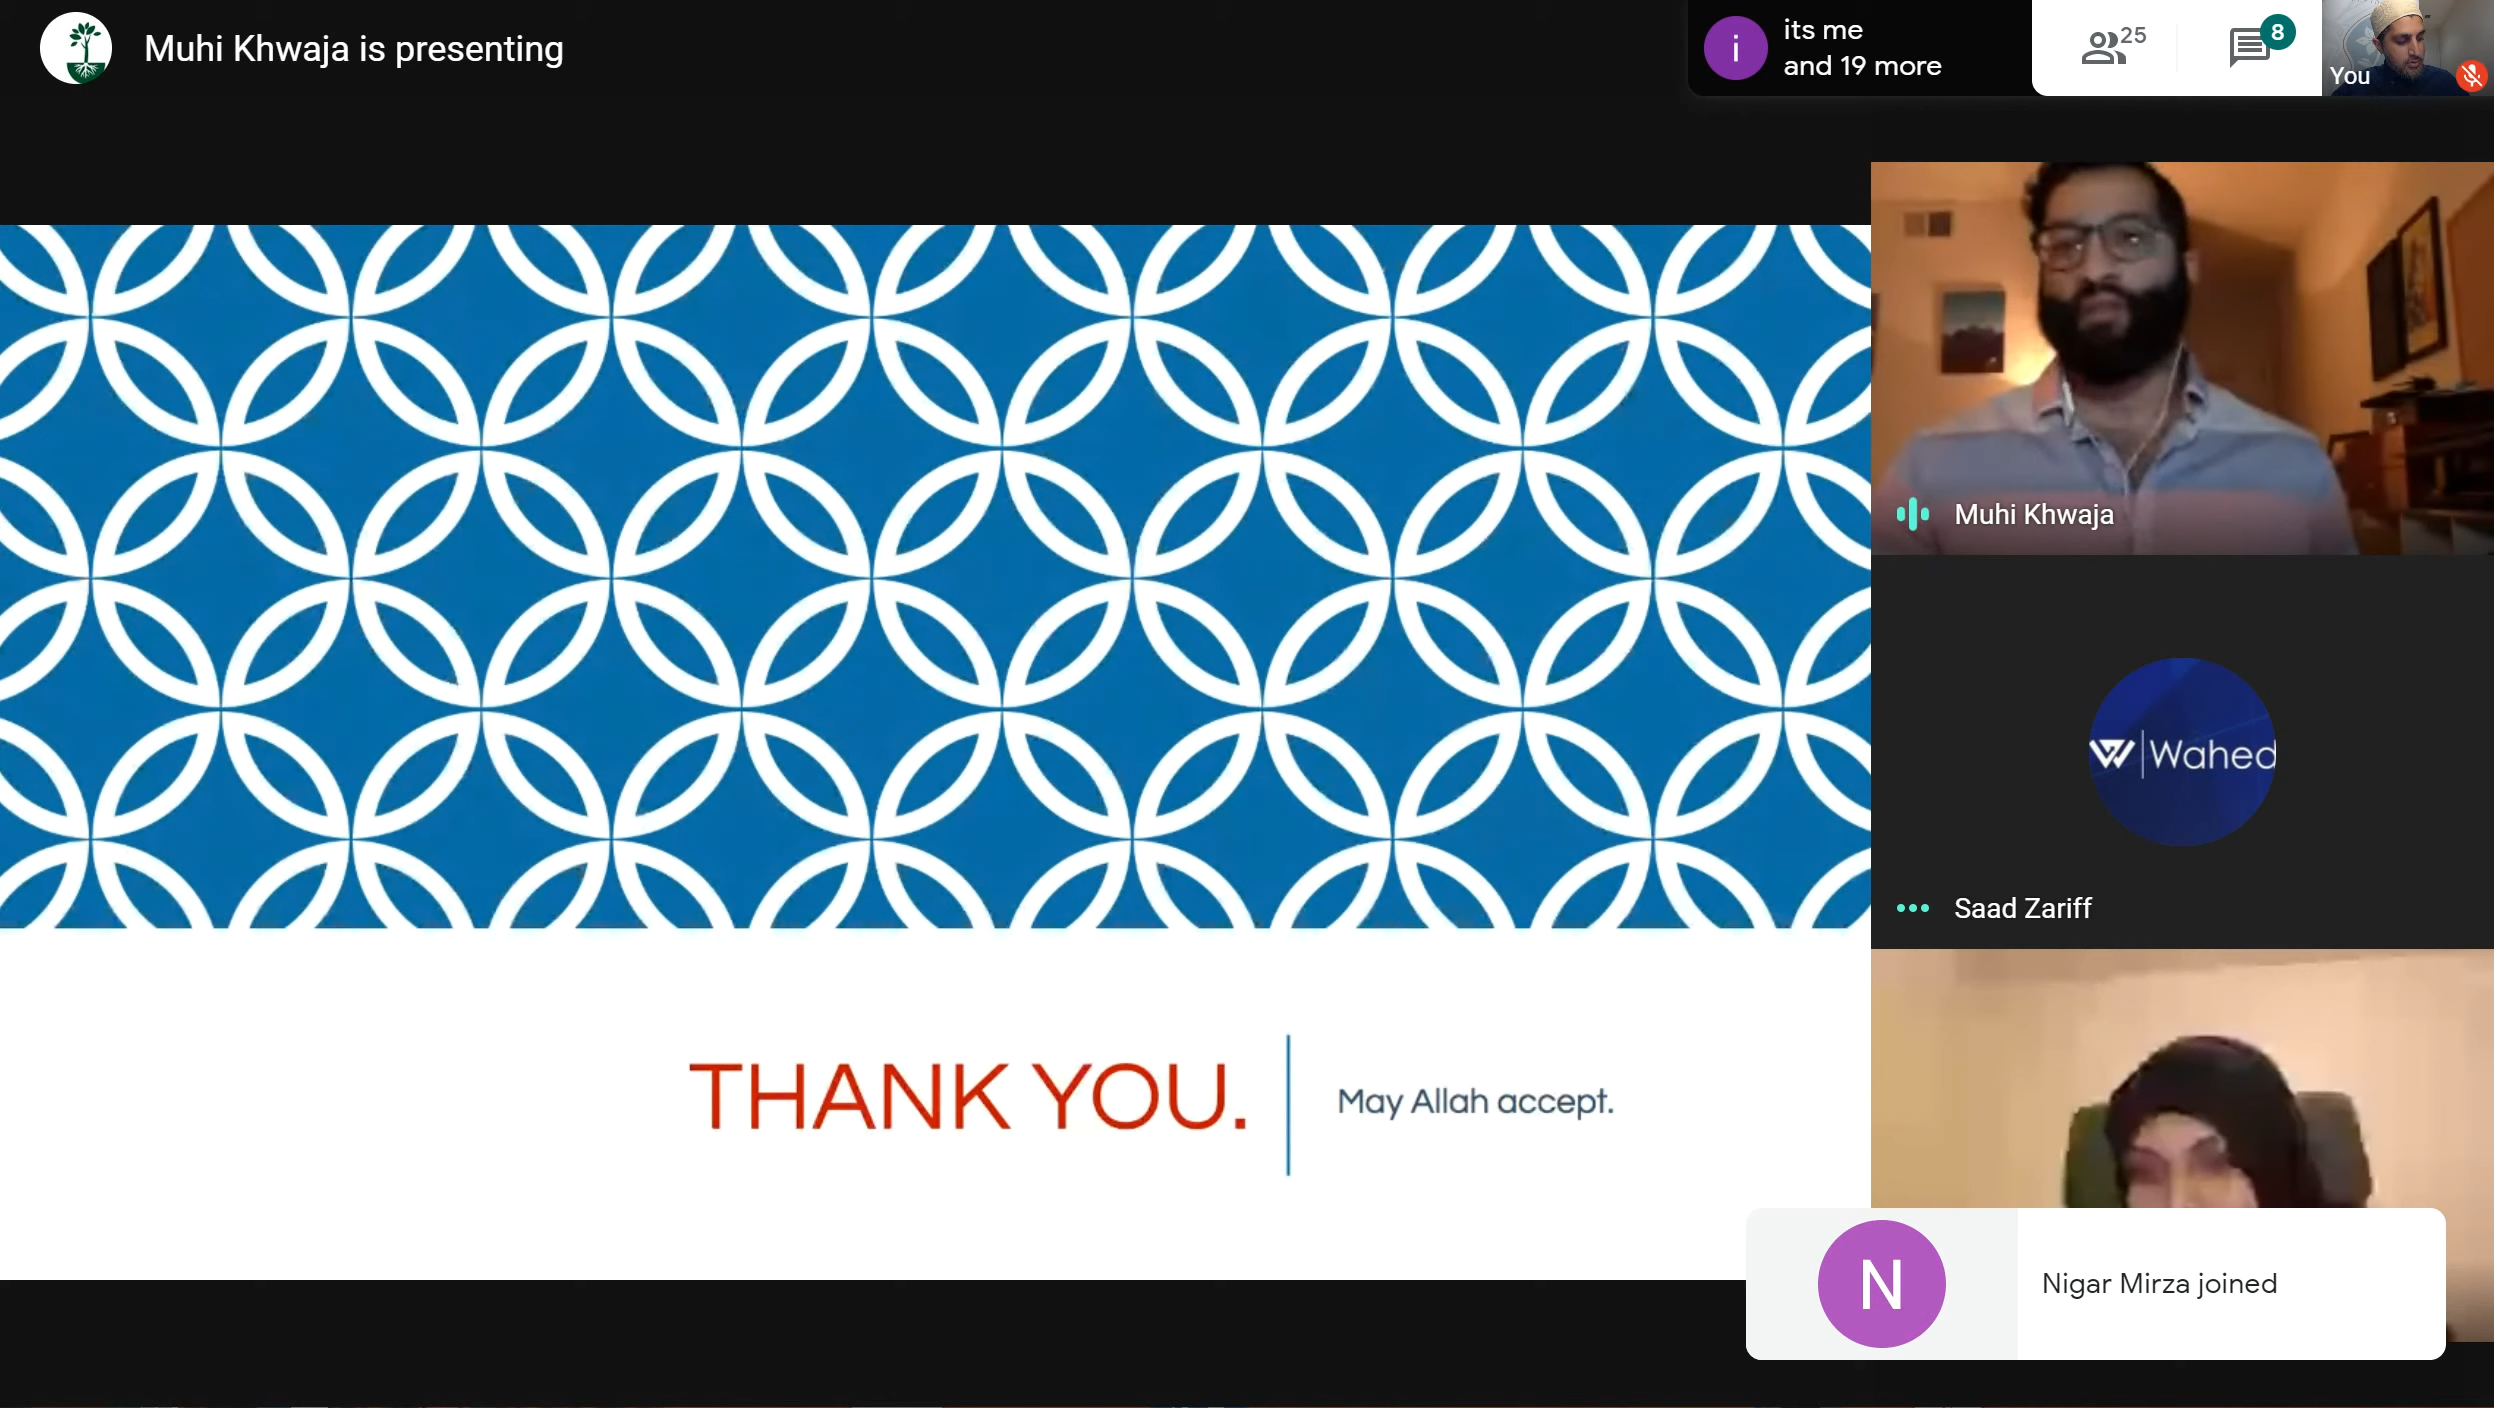 Muhi Khwaja is presenting
i
its me
and 19 more
25
8
You
Muhi Khwaja
Wahed
Saad Zariff
THANK YOU.
May Allah accept.
N
Nigar Mirza joined